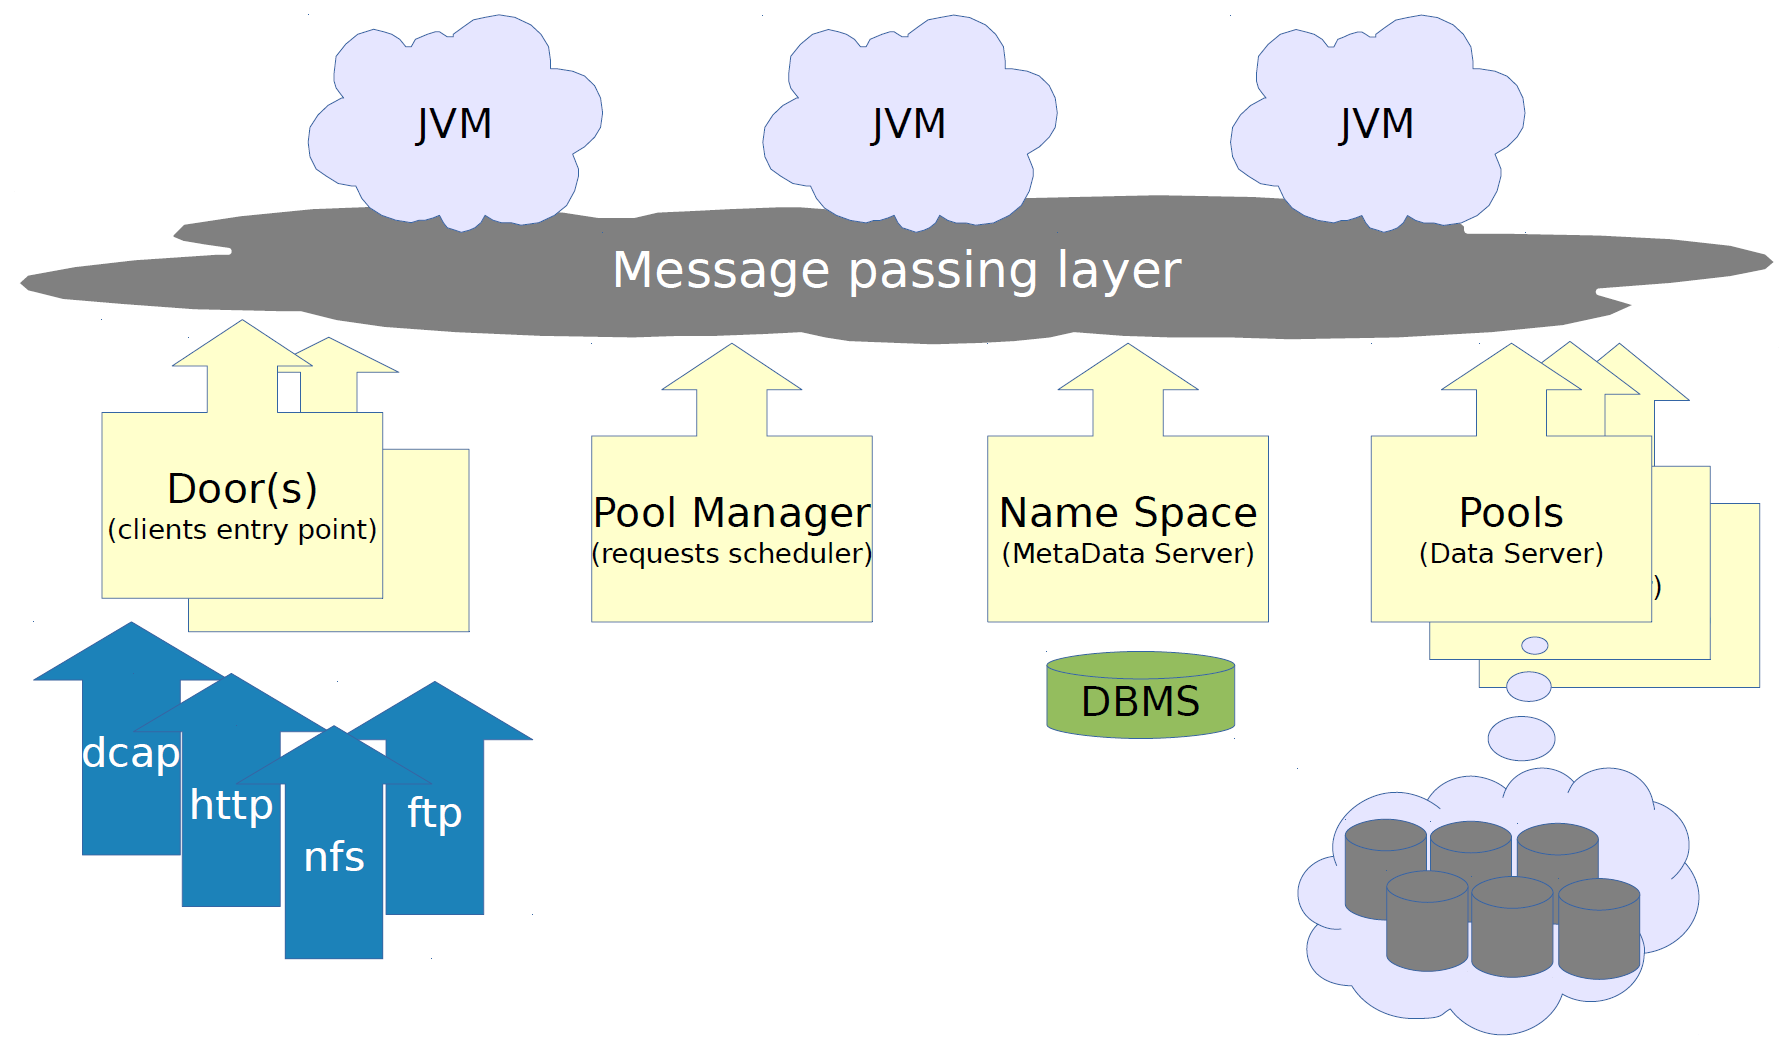 JVM
JVM
JVM
Message passing layer
Door(s)
(clients entry point)
Pool Manager
(requests scheduler)
Name Space
(MetaData Server)
Pools
(Data Server)
)
DBMS
dcap
http
nfs
ftp